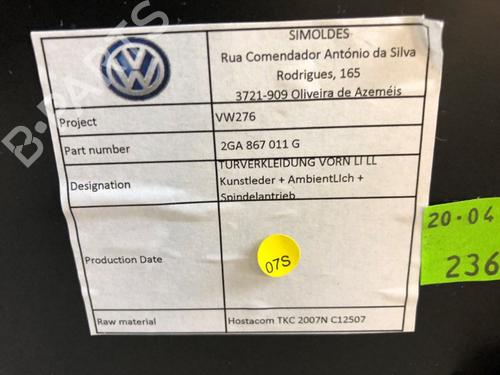 SIMOLDES
Rua Comendador António da Silva
Rodrigues, 165
3721-909 Oliveira de Azeméis
Project
VW276
Part number
2GA 867 011 G
Designation
TÜRVERKLEIDUNG VORN LI LL
Kunstleder + AmbientLIch +
Spindelantrieb
Production Date
07S
Raw material
Hostacom TKC 2007N C12507
20-04
236